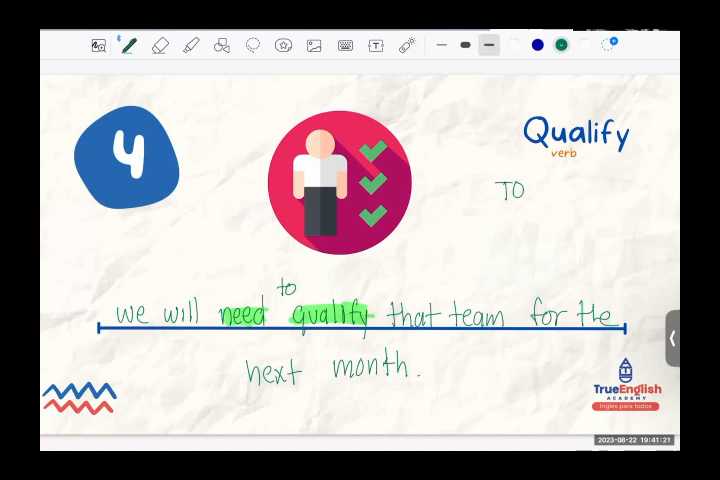 4
Qualify
verb
TO
to
we will need qualify that team for the
next month.
TrueEnglish
ACADEMY
Inglés para todos
2023-08-22 19:41:21